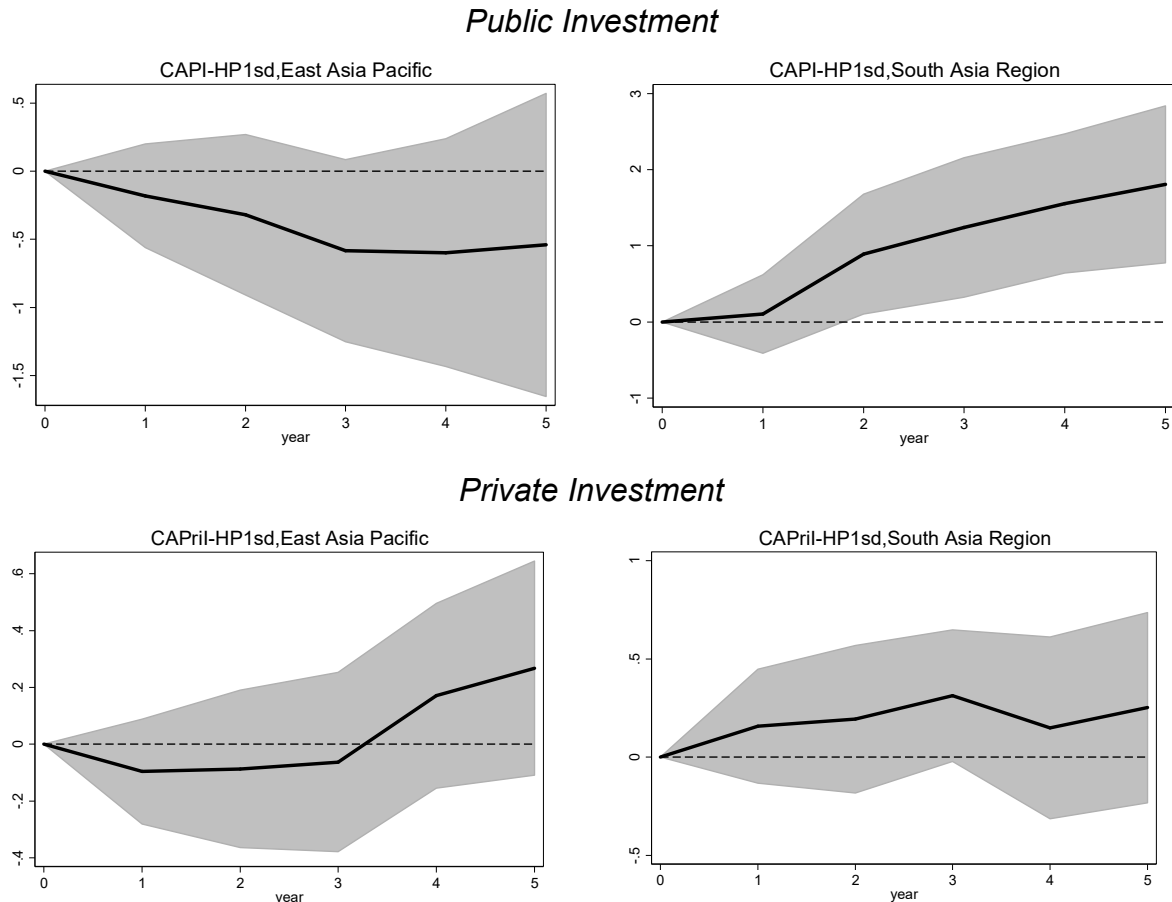 Public Investment
CAPI-HP1sd,East Asia Pacific
.5
0
-.5
-1
-1.5
0 1 2 3 4 5
year
CAPI-HP1sd,South Asia Region
3
2
1
0
-1
0 1 2 3 4 5
year
Private Investment
CAPriI-HP1sd,East Asia Pacific
.6
.4
.2
0
-.2
-.4
0 1 2 3 4 5
year
CAPriI-HP1sd,South Asia Region
1
.5
0
-.5
0 1 2 3 4 5
year